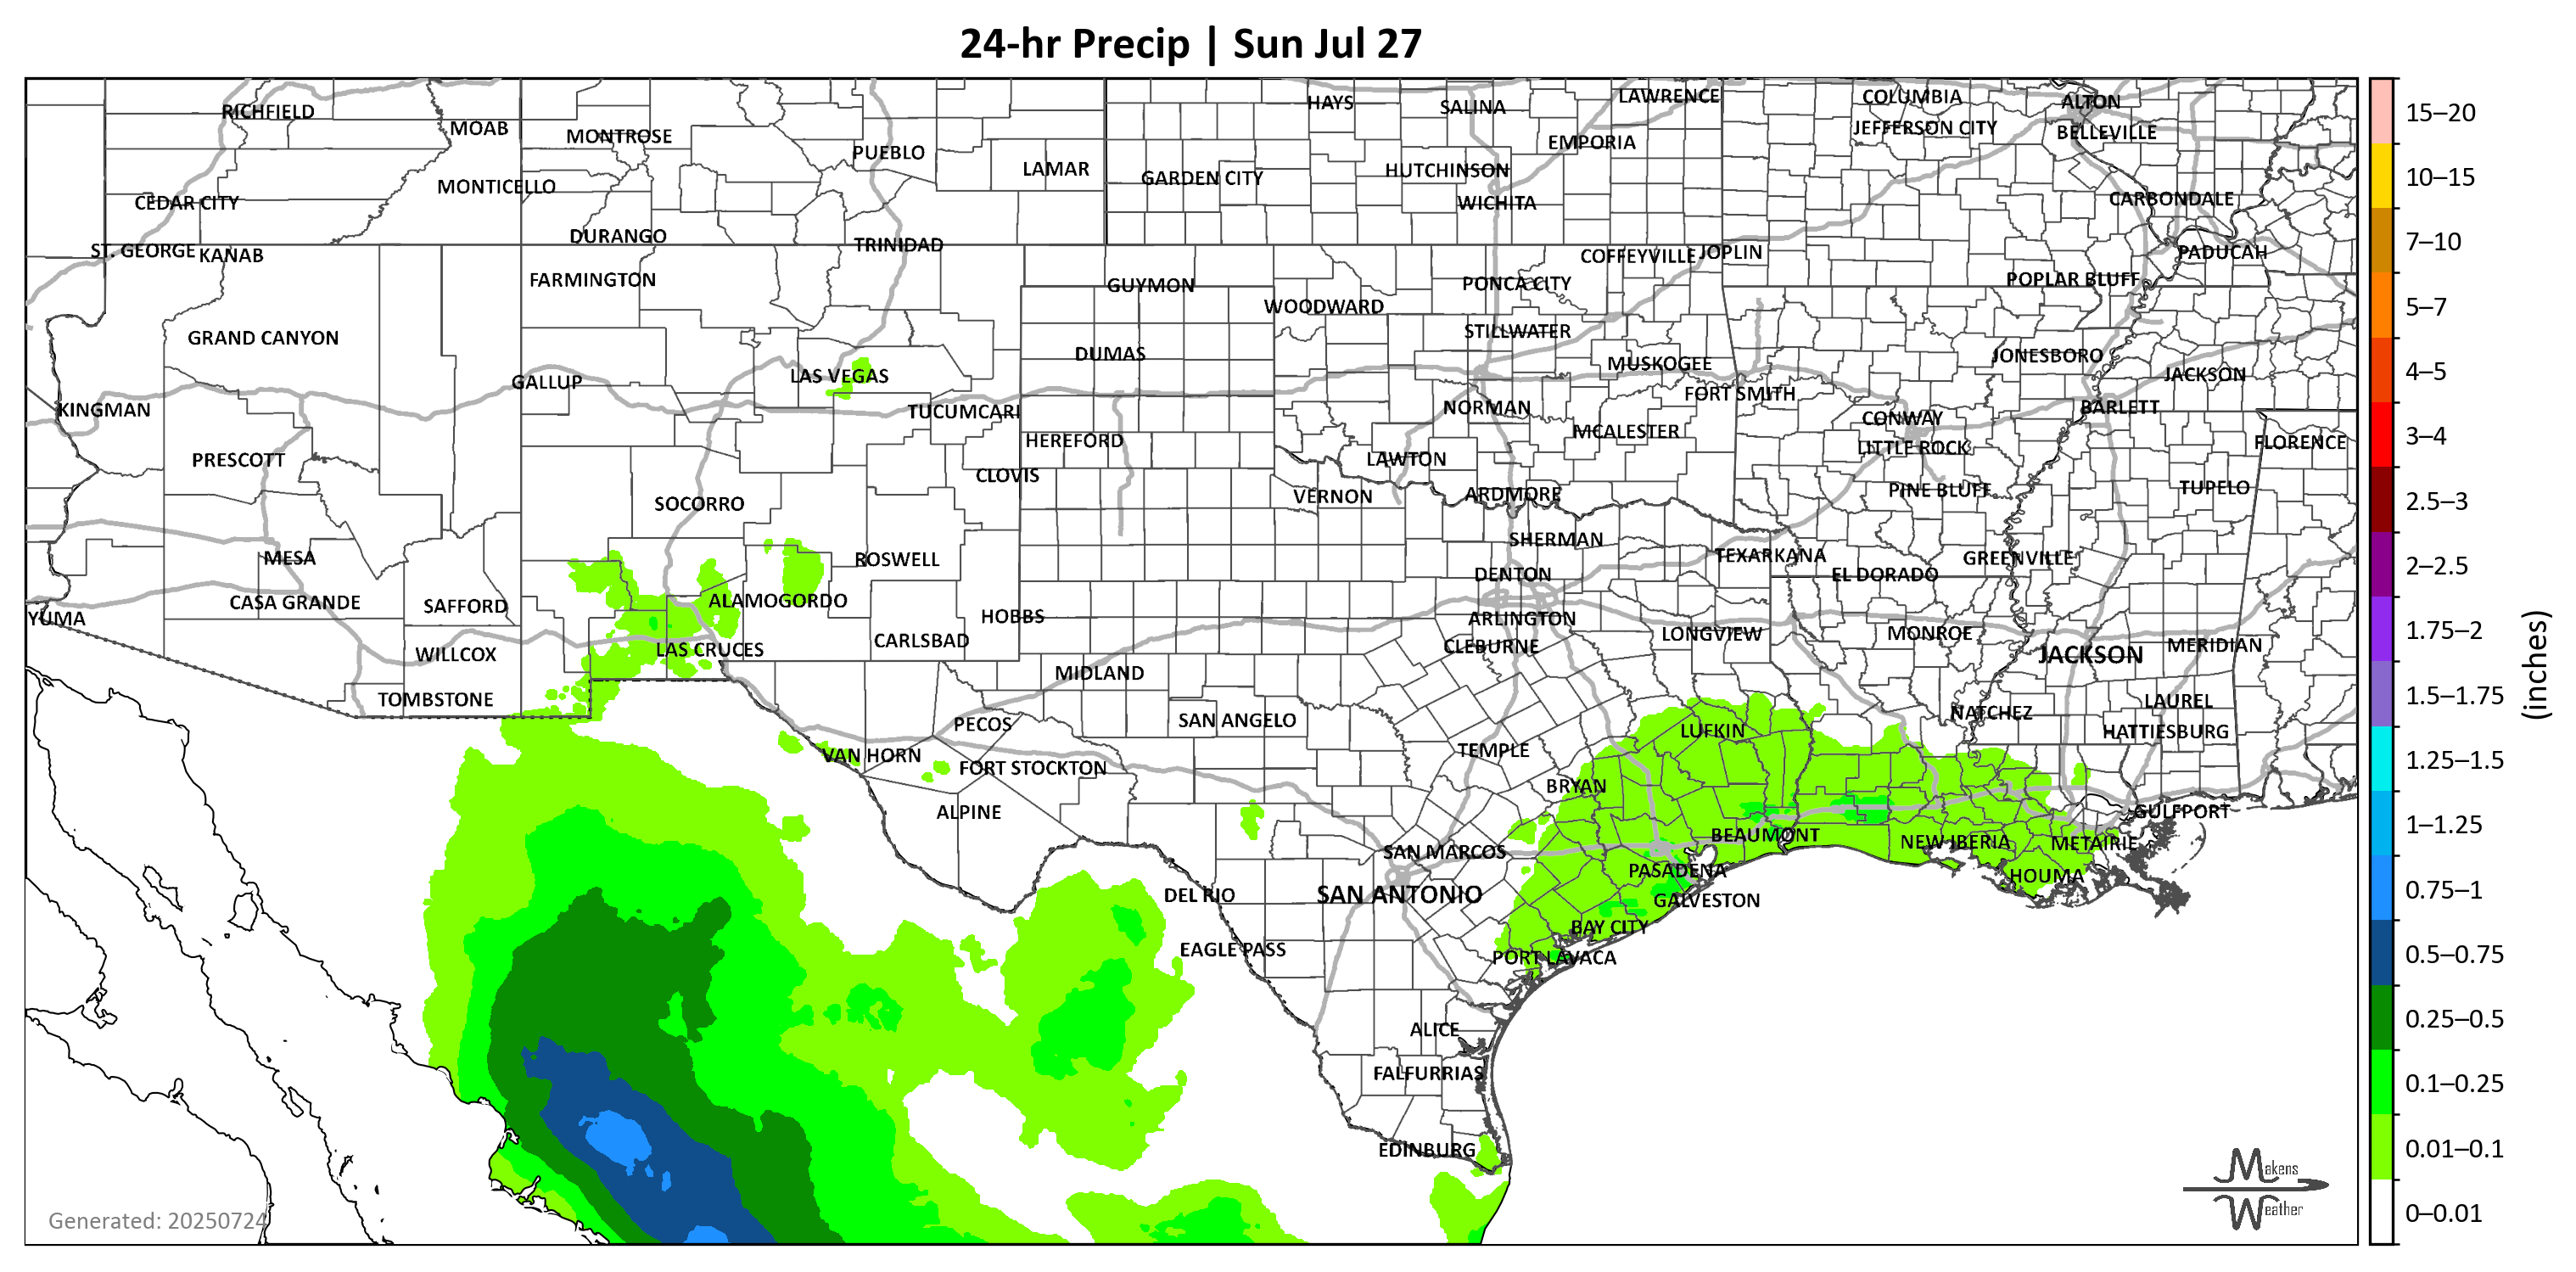 24-hr Precip | Sun Jul 27
RICHFIELD
MOAB
MONTROSE
PUEBLO
LAMAR
HAYS
SALINA
LAWRENCE
COLUMBIA
ALTON
JEFFERSON CITY
BELLEVILLE
EMPORIA
GARDEN CITY
HUTCHINSON
WICHITA
MONTICELLO
CEDAR CITY
CARBONDALE
DURANGO
TRINIDAD
ST. GEORGE
KANAB
COFFEYVILLE
JOPLIN
PADUCAH
FARMINGTON
GUYMON
PONCA CITY
POPLAR BLUFF
WOODWARD
GRAND CANYON
STILLWATER
DUMAS
JONESBORO
MUSKOGEE
LAS VEGAS
GALLUP
JACKSON
FORT SMITH
KINGMAN
TUCUMCARI
NORMAN
BARLETT
CONWAY
MCALESTER
HEREFORD
LITTLE ROCK
FLORENCE
PRESCOTT
LAWTON
CLOVIS
PINE BLUFF
TUPELO
VERNON
ARDMORE
SOCORRO
SHERMAN
MESA
ROSWELL
TEXARKANA
GREENVILLE
DENTON
EL DORADO
CASA GRANDE
SAFFORD
ALAMOGORDO
YUMA
HOBBS
ARLINGTON
CARLSBAD
CLEBURNE
LONGVIEW
MONROE
MERIDIAN
WILLCOX
LAS CRUCES
JACKSON
MIDLAND
TOMBSTONE
LAUREL
NATCHEZ
PECOS
SAN ANGELO
LUFKIN
HATTIESBURG
VAN HORN
TEMPLE
FORT STOCKTON
BRYAN
ALPINE
GULFPORT
BEAUMONT
NEW IBERIA
METAIRIE
SAN MARCOS
PASADENA
HOUMA
DEL RIO
SAN ANTONIO
GALVESTON
BAY CITY
EAGLE PASS
PORT LAVACA
ALICE
FALFURRIAS
EDINBURG
Generated: 20250724
Makens
Weather
15–20
10–15
7–10
5–7
4–5
3–4
2.5–3
2–2.5
1.75–2
1.5–1.75
1.25–1.5
1–1.25
0.75–1
0.5–0.75
0.25–0.5
0.1–0.25
0.01–0.1
0–0.01
(inches)